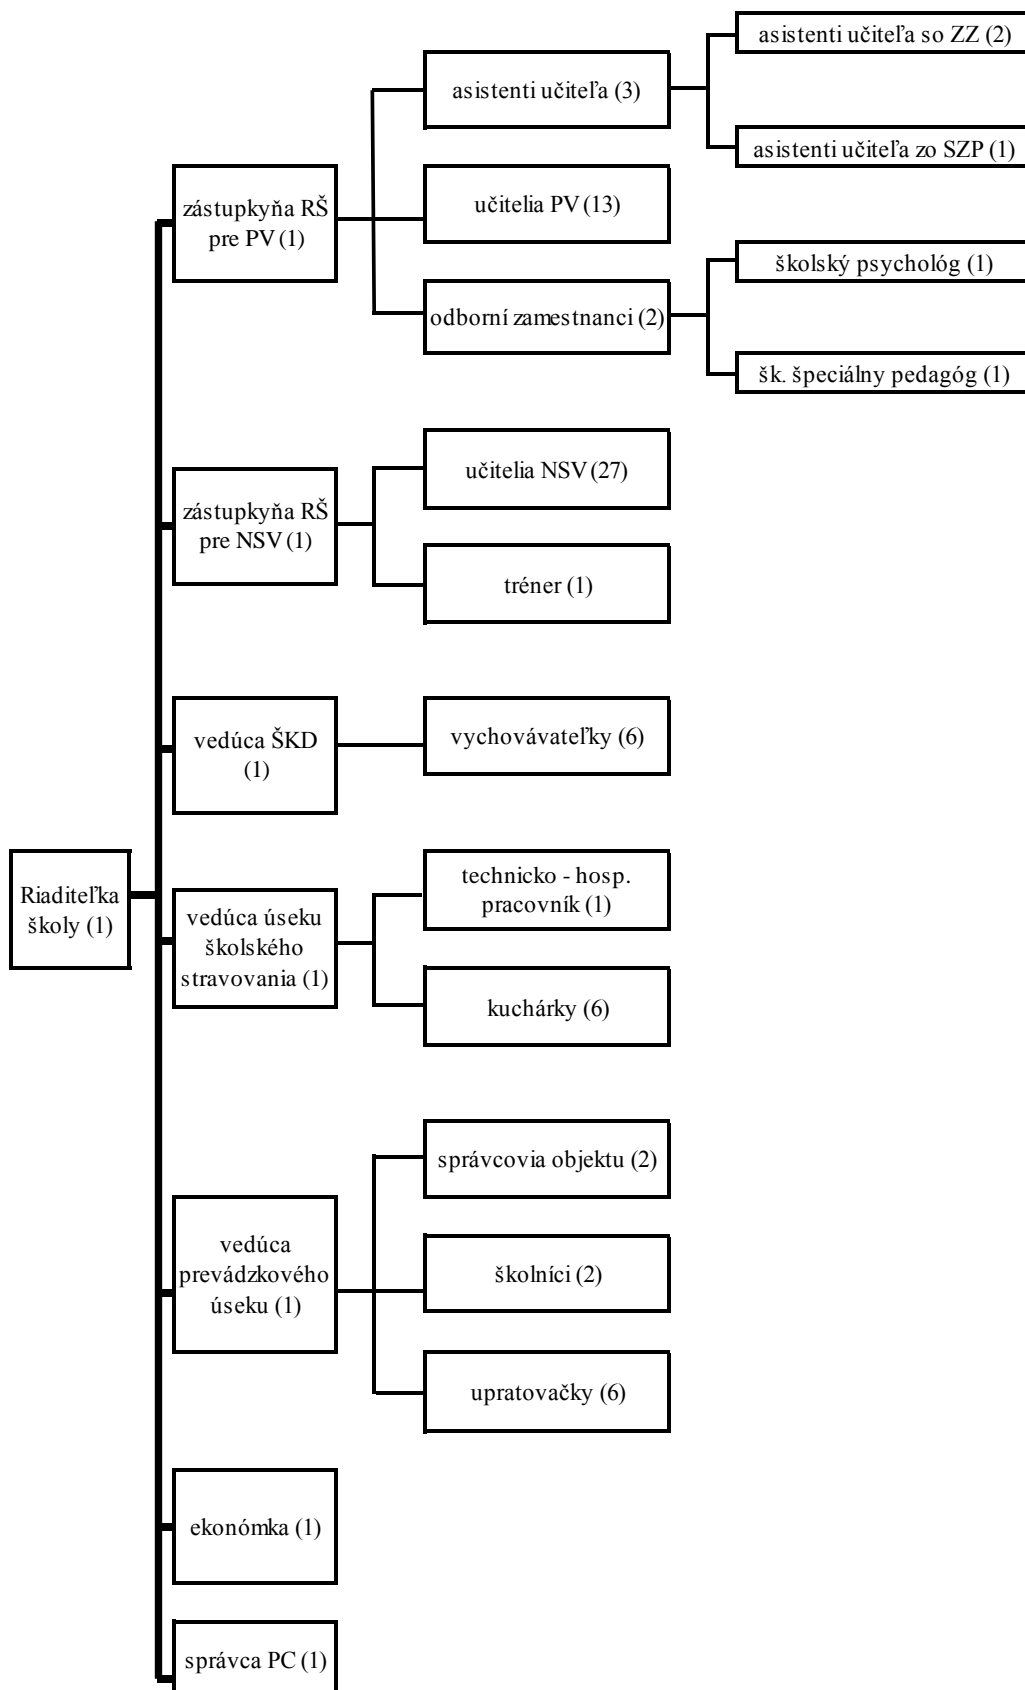 asistenti učiteľa so ZZ (2)
asistenti učiteľa (3)
asistenti učiteľa zo SZP (1)
zástupkyňa RŠ
pre PV (1)
učitelia PV (13)
školský psychológ (1)
odborní zamestnanci (2)
šk. špeciálny pedagóg (1)
zástupkyňa RŠ
pre NSV (1)
učitelia NSV (27)
tréner (1)
vedúca ŠKD
(1)
vychovávateľky (6)
Riaditeľka
školy (1)
vedúca úseku
školského
stravovania (1)
technicko - hosp.
pracovník (1)
kuchárky (6)
vedúca
prevádzkového
úseku (1)
správcovia objektu (2)
školníci (2)
upratovačky (6)
ekonómka (1)
správca PC (1)